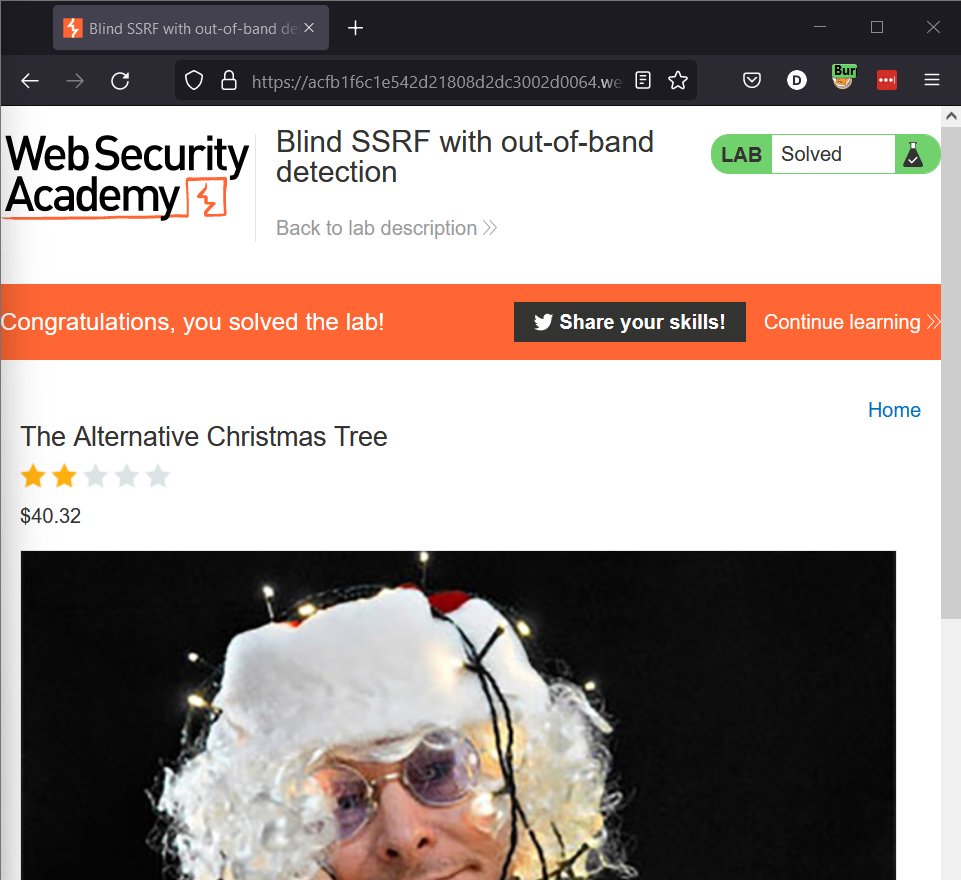 Blind SSRF with out-of-band de
https://acfb1f6c1e542d21808d2dc3002d0064.we
D
Bur
Web Security
Academy
Blind SSRF with out-of-band
detection
Back to lab description
LAB Solved
Congratulations, you solved the lab!
Share your skills!
Continue learning
Home
The Alternative Christmas Tree
$40.32